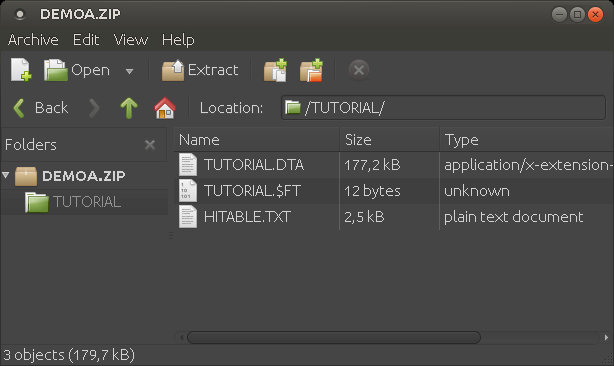 DEMOA.ZIP
Archive Edit View Help
Open Extract
Back Location: /TUTORIAL/
Folders Name Size Type
DEMOA.ZIP TUTORIAL.DTA 177,2 kB application/x-extension-
TUTORIAL TUTORIAL.$FT 12 bytes unknown
HITABLE.TXT 2,5 kB plain text document
3 objects (179,7 kB)